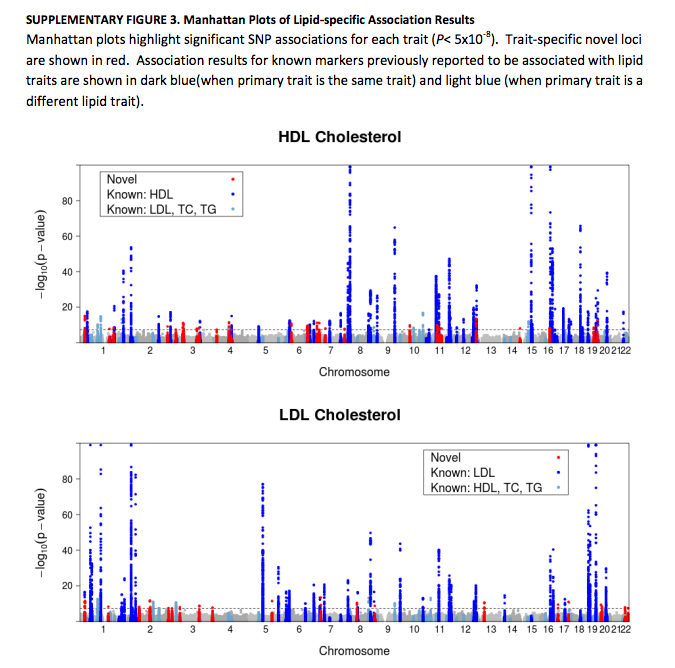 SUPPLEMENTARY FIGURE 3. Manhattan Plots of Lipid-specific Association Results
Manhattan plots highlight significant SNP associations for each trait (P< 5x10⁻⁸). Trait-specific novel loci
are shown in red. Association results for known markers previously reported to be associated with lipid
traits are shown in dark blue(when primary trait is the same trait) and light blue (when primary trait is a
different lipid trait).
HDL Cholesterol
Novel
Known: HDL
Known: LDL, TC, TG
−log₁₀(p−value)
80
60
40
20
1 2 3 4 5 6 7 8 9 10 11 12 13 14 15 16 17 18 19 20 21 22
Chromosome
LDL Cholesterol
Novel
Known: LDL
Known: HDL, TC, TG
−log₁₀(p−value)
80
60
40
20
1 2 3 4 5 6 7 8 9 10 11 12 13 14 15 16 17 18 19 20 21 22
Chromosome